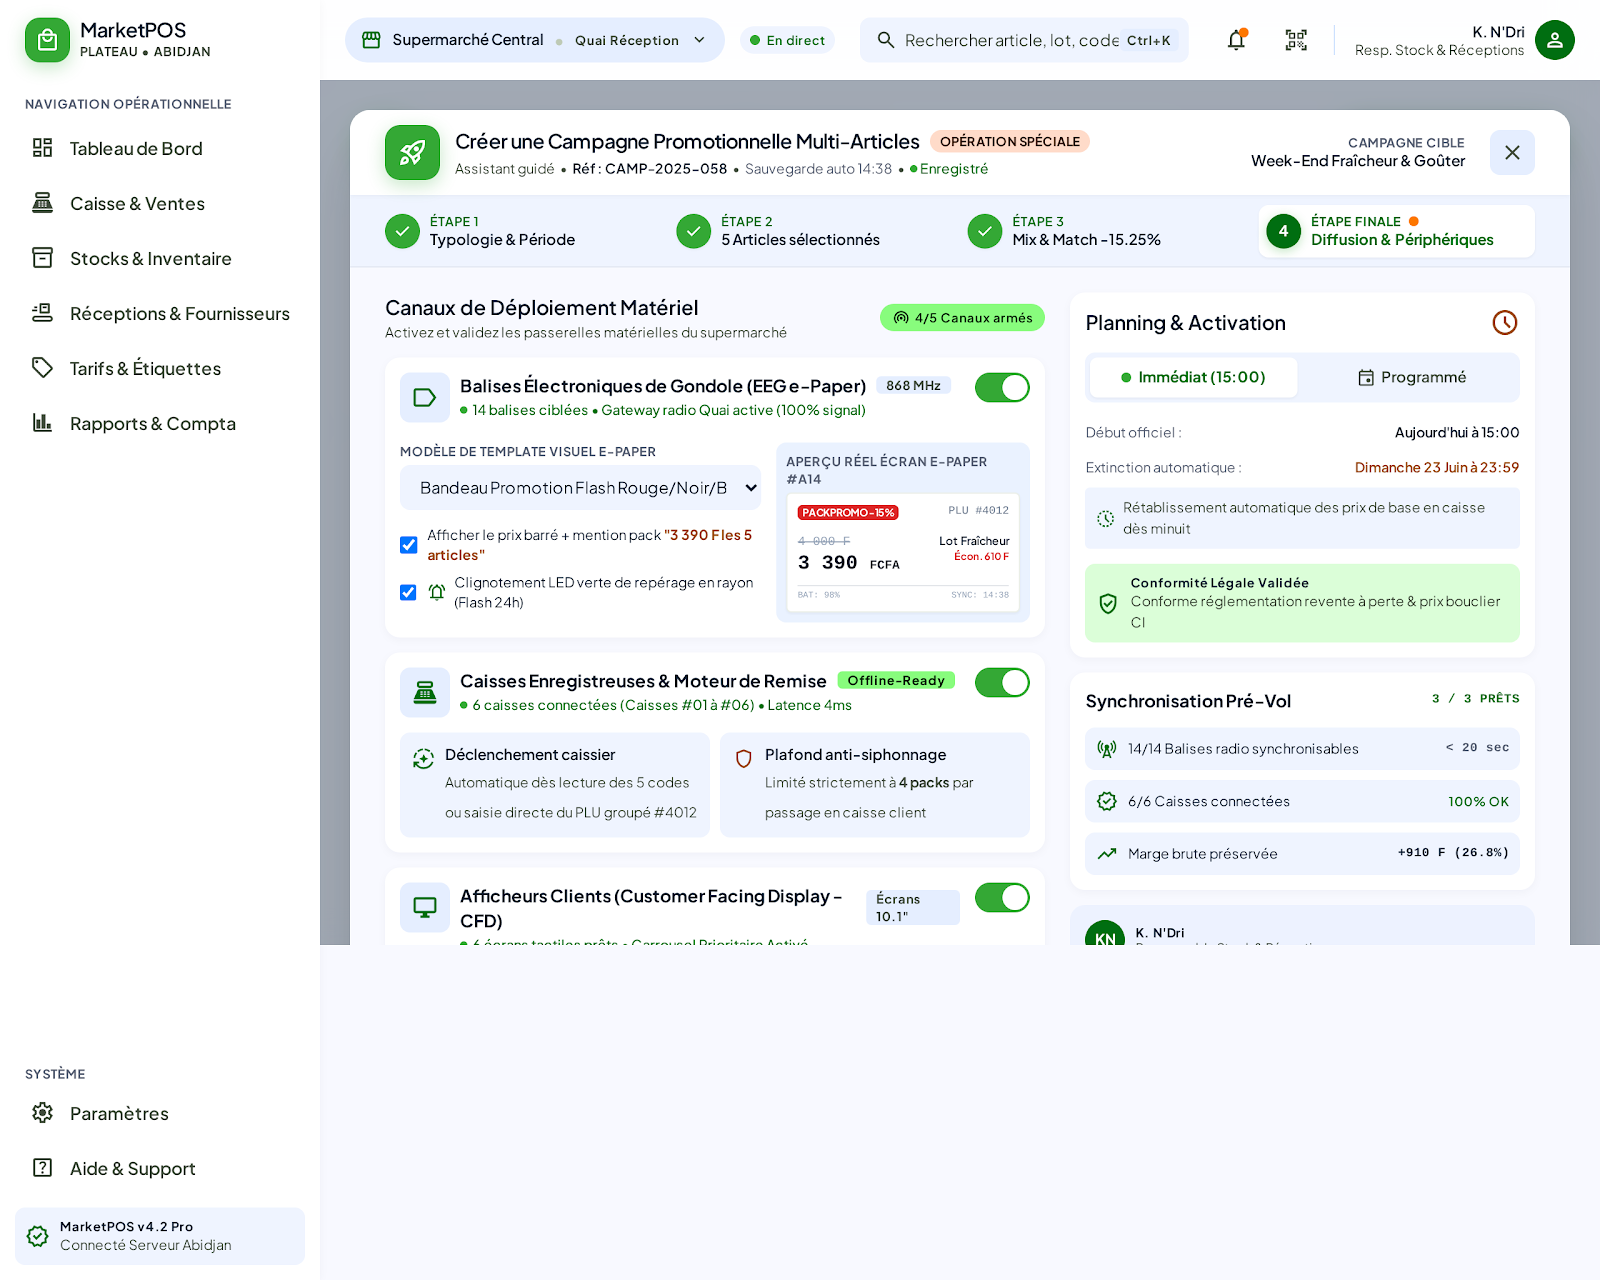 MarketPOS
PLATEAU • ABIDJAN
NAVIGATION OPÉRATIONNELLE
Tableau de Bord
Caisse & Ventes
Stocks & Inventaire
Réceptions & Fournisseurs
Tarifs & Étiquettes
Rapports & Compta
SYSTÈME
Paramètres
Aide & Support
MarketPOS v4.2 Pro
Connecté Serveur Abidjan
Supermarché Central
Quai Réception
En direct
Rechercher article, lot, code
Ctrl+K
K. N'Dri
Resp. Stock & Réceptions
Créer une Campagne Promotionnelle Multi-Articles
OPÉRATION SPÉCIALE
Assistant guidé • Réf : CAMP-2025-058 • Sauvegarde auto 14:38 • Enregistré
CAMPAGNE CIBLE
Week-End Fraîcheur & Goûter
ÉTAPE 1
Typologie & Période
ÉTAPE 2
5 Articles sélectionnés
ÉTAPE 3
Mix & Match -15.25%
4
ÉTAPE FINALE
Diffusion & Périphériques
Canaux de Déploiement Matériel
Activez et validez les passerelles matérielles du supermarché
4/5 Canaux armés
Balises Électroniques de Gondole (EEG e-Paper)
868 MHz
14 balises ciblées • Gateway radio Quai active (100% signal)
MODÈLE DE TEMPLATE VISUEL E-PAPER
Bandeau Promotion Flash Rouge/Noir/B
Afficher le prix barré + mention pack "3 390 F les 5
articles"
Clignotement LED verte de repérage en rayon
(Flash 24h)
APERÇU RÉEL ÉCRAN E-PAPER
#A14
PACK PROMO -15%
PLU #4012
4 000 F
Lot Fraîcheur
3 390 FCFA
Écon. 610 F
BAT: 98%
SYNC: 14:38
Caisses Enregistreuses & Moteur de Remise
Offline-Ready
6 caisses connectées (Caisses #01 à #06) • Latence 4ms
Déclenchement caissier
Automatique dès lecture des 5 codes
ou saisie directe du PLU groupé #4012
Plafond anti-siphonnage
Limité strictement à 4 packs par
passage en caisse client
Afficheurs Clients (Customer Facing Display -
CFD)
Écrans
10.1"
6 écrans tactiles prêts • Carrousel Prioritaire Activé
Planning & Activation
Immédiat (15:00)
Programmé
Début officiel :
Aujourd'hui à 15:00
Extinction automatique :
Dimanche 23 Juin à 23:59
Rétablissement automatique des prix de base en caisse
dès minuit
Conformité Légale Validée
Conforme réglementation revente à perte & prix bouclier
CI
Synchronisation Pré-Vol
3 / 3 PRÊTS
14/14 Balises radio synchronisables
< 20 sec
6/6 Caisses connectées
100% OK
Marge brute préservée
+910 F (26.8%)
KN
K. N'Dri